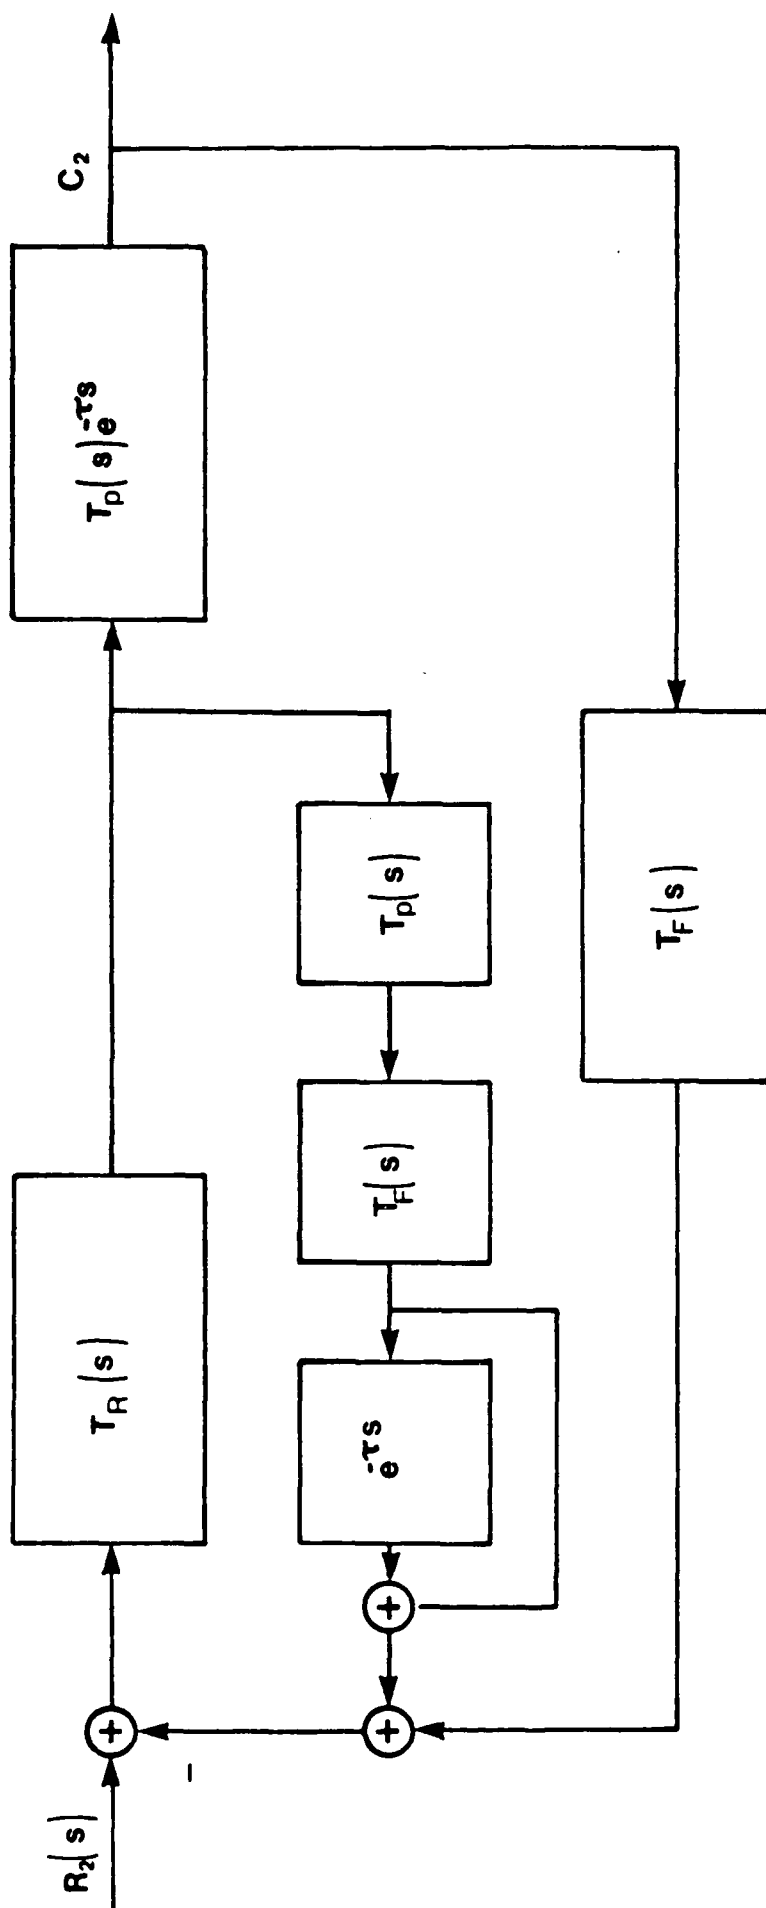 R₂(s)
+
−
T_R(s)
T_p(s)e^-τs
C₂
+
+
e^-τs
T_F(s)
T_p(s)
T_F(s)